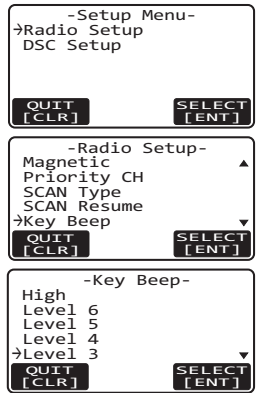 -Setup Menu-
→Radio Setup
DSC Setup
QUIT SELECT
[CLR] [ENT]
-Radio Setup-
Magnetic ▲
Priority CH
SCAN Type
SCAN Resume
→Key Beep ▼
QUIT SELECT
[CLR] [ENT]
-Key Beep-
High
Level 6
Level 5
Level 4
→Level 3 ▼
QUIT SELECT
[CLR] [ENT]